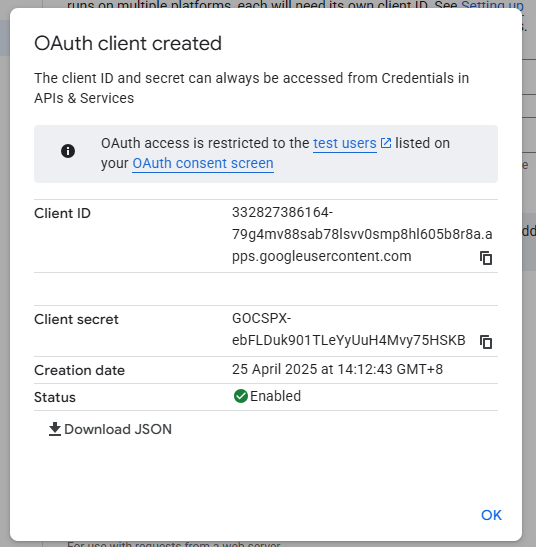 runs on multiple platforms, each will need its own client ID. See Setting up
OAuth client created
The client ID and secret can always be accessed from Credentials in
APIs & Services
OAuth access is restricted to the test users listed on
your OAuth consent screen
Client ID
332827386164-
79g4mv88sab78lsvv0smp8hl605b8r8a.a
pps.googleusercontent.com
Client secret
GOCSPX-
ebFLDuk901TLeYyUuH4Mvy75HSKB
Creation date
25 April 2025 at 14:12:43 GMT+8
Status
Enabled
Download JSON
OK
For use with requests from a web server